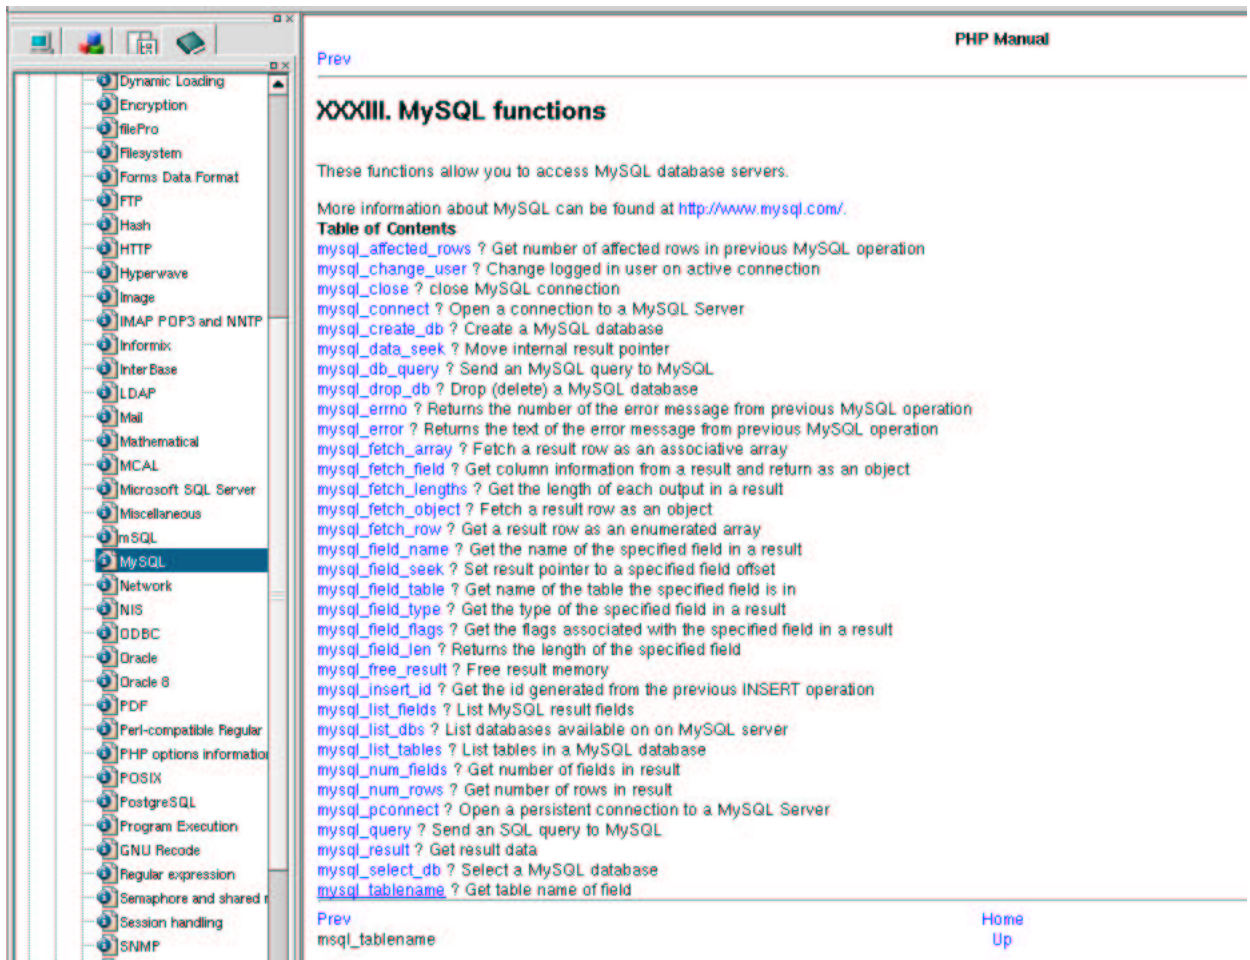 Dynamic Loading
Encryption
filePro
Filesystem
Forms Data Format
FTP
Hash
HTTP
Hyperwave
Image
IMAP POP3 and NNTP
Informix
InterBase
LDAP
Mail
Mathematical
MCAL
Microsoft SQL Server
Miscellaneous
mSQL
MySQL
Network
NIS
ODBC
Oracle
Oracle 8
PDF
Perl-compatible Regular
PHP options information
POSIX
PostgreSQL
Program Execution
GNU Recode
Regular expression
Semaphore and shared
Session handling
SNMP
PHP Manual
Prev
XXXIII. MySQL functions
These functions allow you to access MySQL database servers.
More information about MySQL can be found at http://www.mysql.com/.
Table of Contents
mysql_affected_rows ? Get number of affected rows in previous MySQL operation
mysql_change_user ? Change logged in user on active connection
mysql_close ? close MySQL connection
mysql_connect ? Open a connection to a MySQL Server
mysql_create_db ? Create a MySQL database
mysql_data_seek ? Move internal result pointer
mysql_db_query ? Send an MySQL query to MySQL
mysql_drop_db ? Drop (delete) a MySQL database
mysql_errno ? Returns the number of the error message from previous MySQL operation
mysql_error ? Returns the text of the error message from previous MySQL operation
mysql_fetch_array ? Fetch a result row as an associative array
mysql_fetch_field ? Get column information from a result and return as an object
mysql_fetch_lengths ? Get the length of each output in a result
mysql_fetch_object ? Fetch a result row as an object
mysql_fetch_row ? Get a result row as an enumerated array
mysql_field_name ? Get the name of the specified field in a result
mysql_field_seek ? Set result pointer to a specified field offset
mysql_field_table ? Get name of the table the specified field is in
mysql_field_type ? Get the type of the specified field in a result
mysql_field_flags ? Get the flags associated with the specified field in a result
mysql_field_len ? Returns the length of the specified field
mysql_free_result ? Free result memory
mysql_insert_id ? Get the id generated from the previous INSERT operation
mysql_list_fields ? List MySQL result fields
mysql_list_dbs ? List databases available on on MySQL server
mysql_list_tables ? List tables in a MySQL database
mysql_num_fields ? Get number of fields in result
mysql_num_rows ? Get number of rows in result
mysql_pconnect ? Open a persistent connection to a MySQL Server
mysql_query ? Send an SQL query to MySQL
mysql_result ? Get result data
mysql_select_db ? Select a MySQL database
mysql_tablename ? Get table name of field
Prev Home
msql_tablename Up